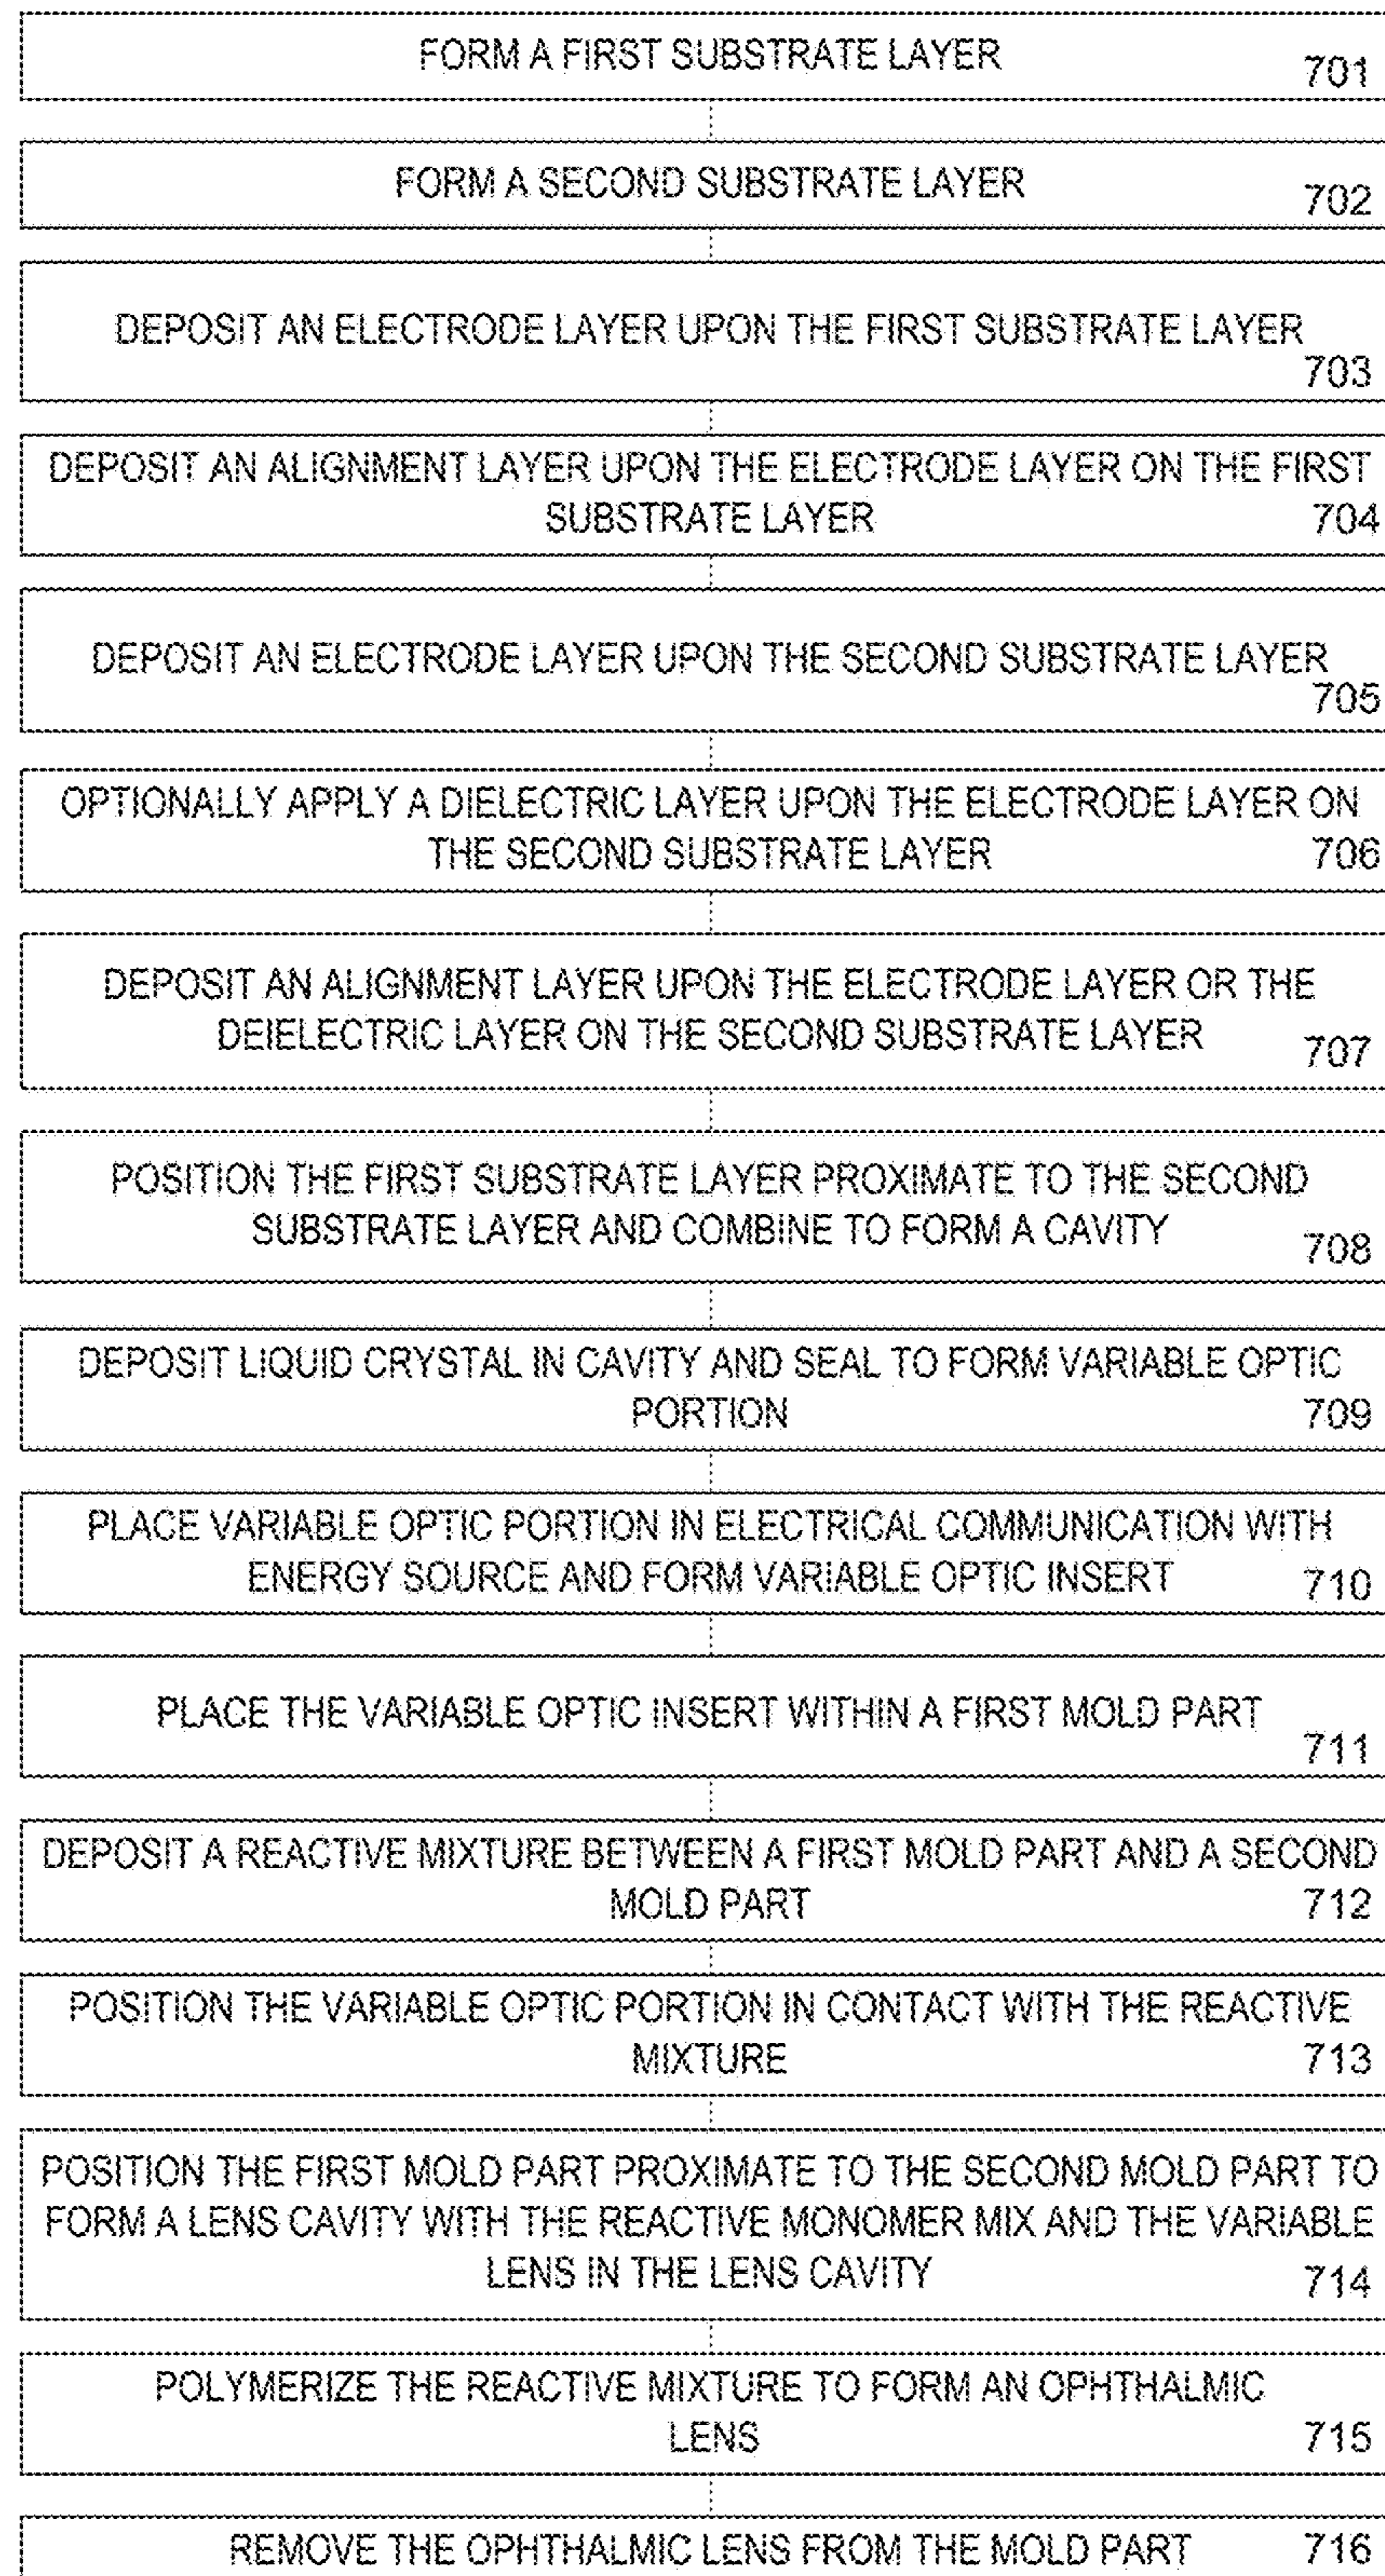 FORM A FIRST SUBSTRATE LAYER
701
FORM A SECOND SUBSTRATE LAYER
702
DEPOSIT AN ELECTRODE LAYER UPON THE FIRST SUBSTRATE LAYER
703
DEPOSIT AN ALIGNMENT LAYER UPON THE ELECTRODE LAYER ON THE FIRST
SUBSTRATE LAYER 704
DEPOSIT AN ELECTRODE LAYER UPON THE SECOND SUBSTRATE LAYER
705
OPTIONALLY APPLY A DIELECTRIC LAYER UPON THE ELECTRODE LAYER ON
THE SECOND SUBSTRATE LAYER 706
DEPOSIT AN ALIGNMENT LAYER UPON THE ELECTRODE LAYER OR THE
DEIELECTRIC LAYER ON THE SECOND SUBSTRATE LAYER 707
POSITION THE FIRST SUBSTRATE LAYER PROXIMATE TO THE SECOND
SUBSTRATE LAYER AND COMBINE TO FORM A CAVITY 708
DEPOSIT LIQUID CRYSTAL IN CAVITY AND SEAL TO FORM VARIABLE OPTIC
PORTION 709
PLACE VARIABLE OPTIC PORTION IN ELECTRICAL COMMUNICATION WITH
ENERGY SOURCE AND FORM VARIABLE OPTIC INSERT 710
PLACE THE VARIABLE OPTIC INSERT WITHIN A FIRST MOLD PART
711
DEPOSIT A REACTIVE MIXTURE BETWEEN A FIRST MOLD PART AND A SECOND
MOLD PART 712
POSITION THE VARIABLE OPTIC PORTION IN CONTACT WITH THE REACTIVE
MIXTURE 713
POSITION THE FIRST MOLD PART PROXIMATE TO THE SECOND MOLD PART TO
FORM A LENS CAVITY WITH THE REACTIVE MONOMER MIX AND THE VARIABLE
LENS IN THE LENS CAVITY 714
POLYMERIZE THE REACTIVE MIXTURE TO FORM AN OPHTHALMIC
LENS 715
REMOVE THE OPHTHALMIC LENS FROM THE MOLD PART 716